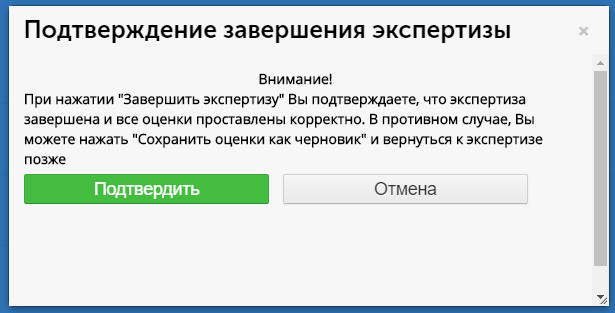 Подтверждение завершения экспертизы
Внимание!
При нажатии "Завершить экспертизу" Вы подтверждаете, что экспертиза
завершена и все оценки проставлены корректно. В противном случае, Вы
можете нажать "Сохранить оценки как черновик" и вернуться к экспертизе
позже
Подтвердить Отмена